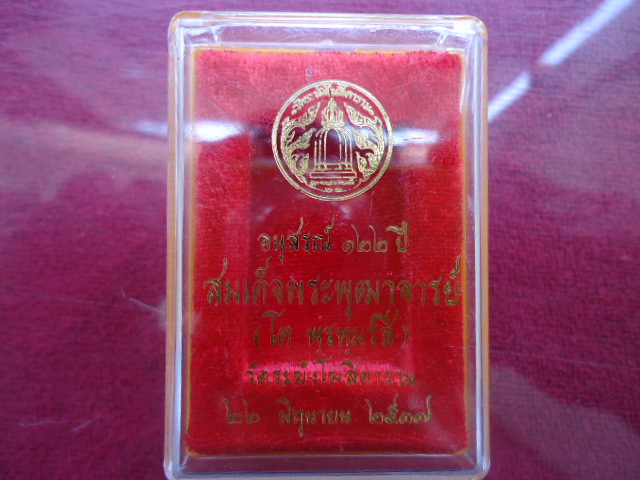 อนุสรณ์ ๑๒๒ ปี
สมเด็จพระพุฒาจารย์
(โต พรหมรังสี)
วัดระฆังโฆสิตาราม
๒๒ มิถุนายน ๒๕๓๗